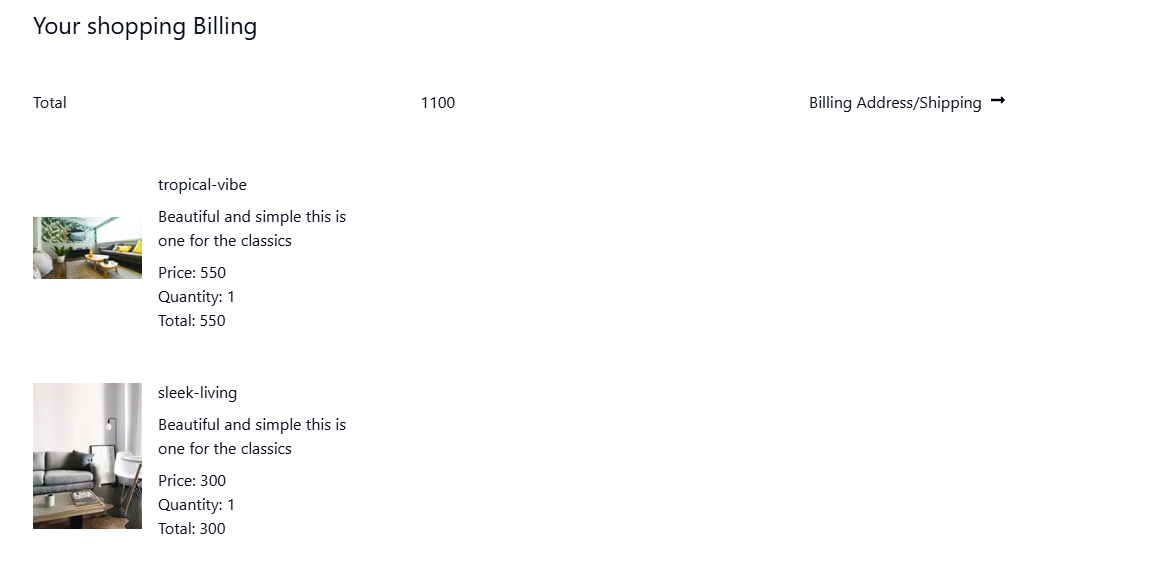 Your shopping Billing
Total
1100
Billing Address/Shipping
tropical-vibe
Beautiful and simple this is
one for the classics
Price: 550
Quantity: 1
Total: 550
sleek-living
Beautiful and simple this is
one for the classics
Price: 300
Quantity: 1
Total: 300